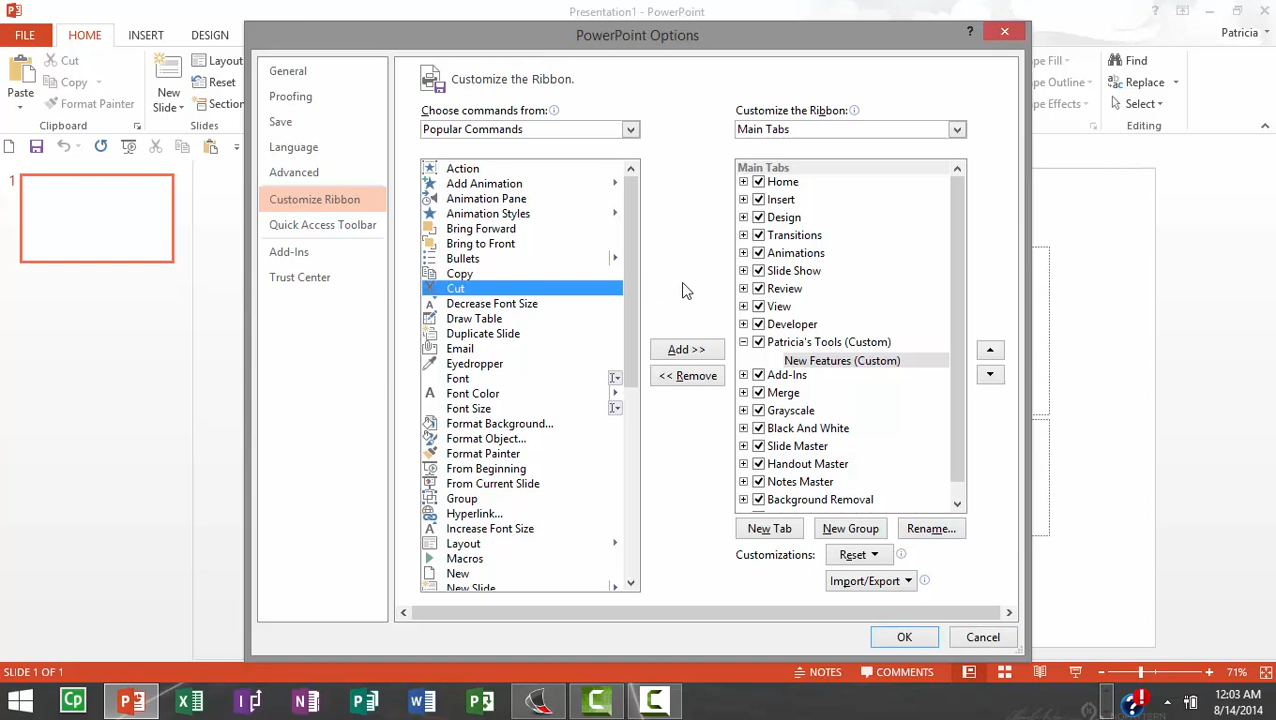 Presentation1 - PowerPoint
FILE HOME INSERT DESIGN
Patricia
Cut
Copy
Format Painter
Paste
Clipboard
New
Slide
Layout
Reset
Section
Slides
PowerPoint Options
General
Proofing
Save
Language
Advanced
Customize Ribbon
Quick Access Toolbar
Add-Ins
Trust Center
Customize the Ribbon.
Choose commands from:
Popular Commands
Action
Add Animation
Animation Pane
Animation Styles
Bring Forward
Bring to Front
Bullets
Copy
Cut
Decrease Font Size
Draw Table
Duplicate Slide
Email
Eyedropper
Font
Font Color
Font Size
Format Background...
Format Object...
Format Painter
From Beginning
From Current Slide
Group
Hyperlink...
Increase Font Size
Layout
Macros
New
New Slide
Add >>
<< Remove
Customize the Ribbon:
Main Tabs
Main Tabs
Home
Insert
Design
Transitions
Animations
Slide Show
Review
View
Developer
Patricia's Tools (Custom)
New Features (Custom)
Add-Ins
Merge
Grayscale
Black And White
Slide Master
Handout Master
Notes Master
Background Removal
New Tab New Group Rename...
Customizations: Reset
Import/Export
OK Cancel
pe Fill
pe Outline
pe Effects
Find
Replace
Select
Editing
1
SLIDE 1 OF 1
NOTES COMMENTS 71%
12:03 AM
8/14/2014